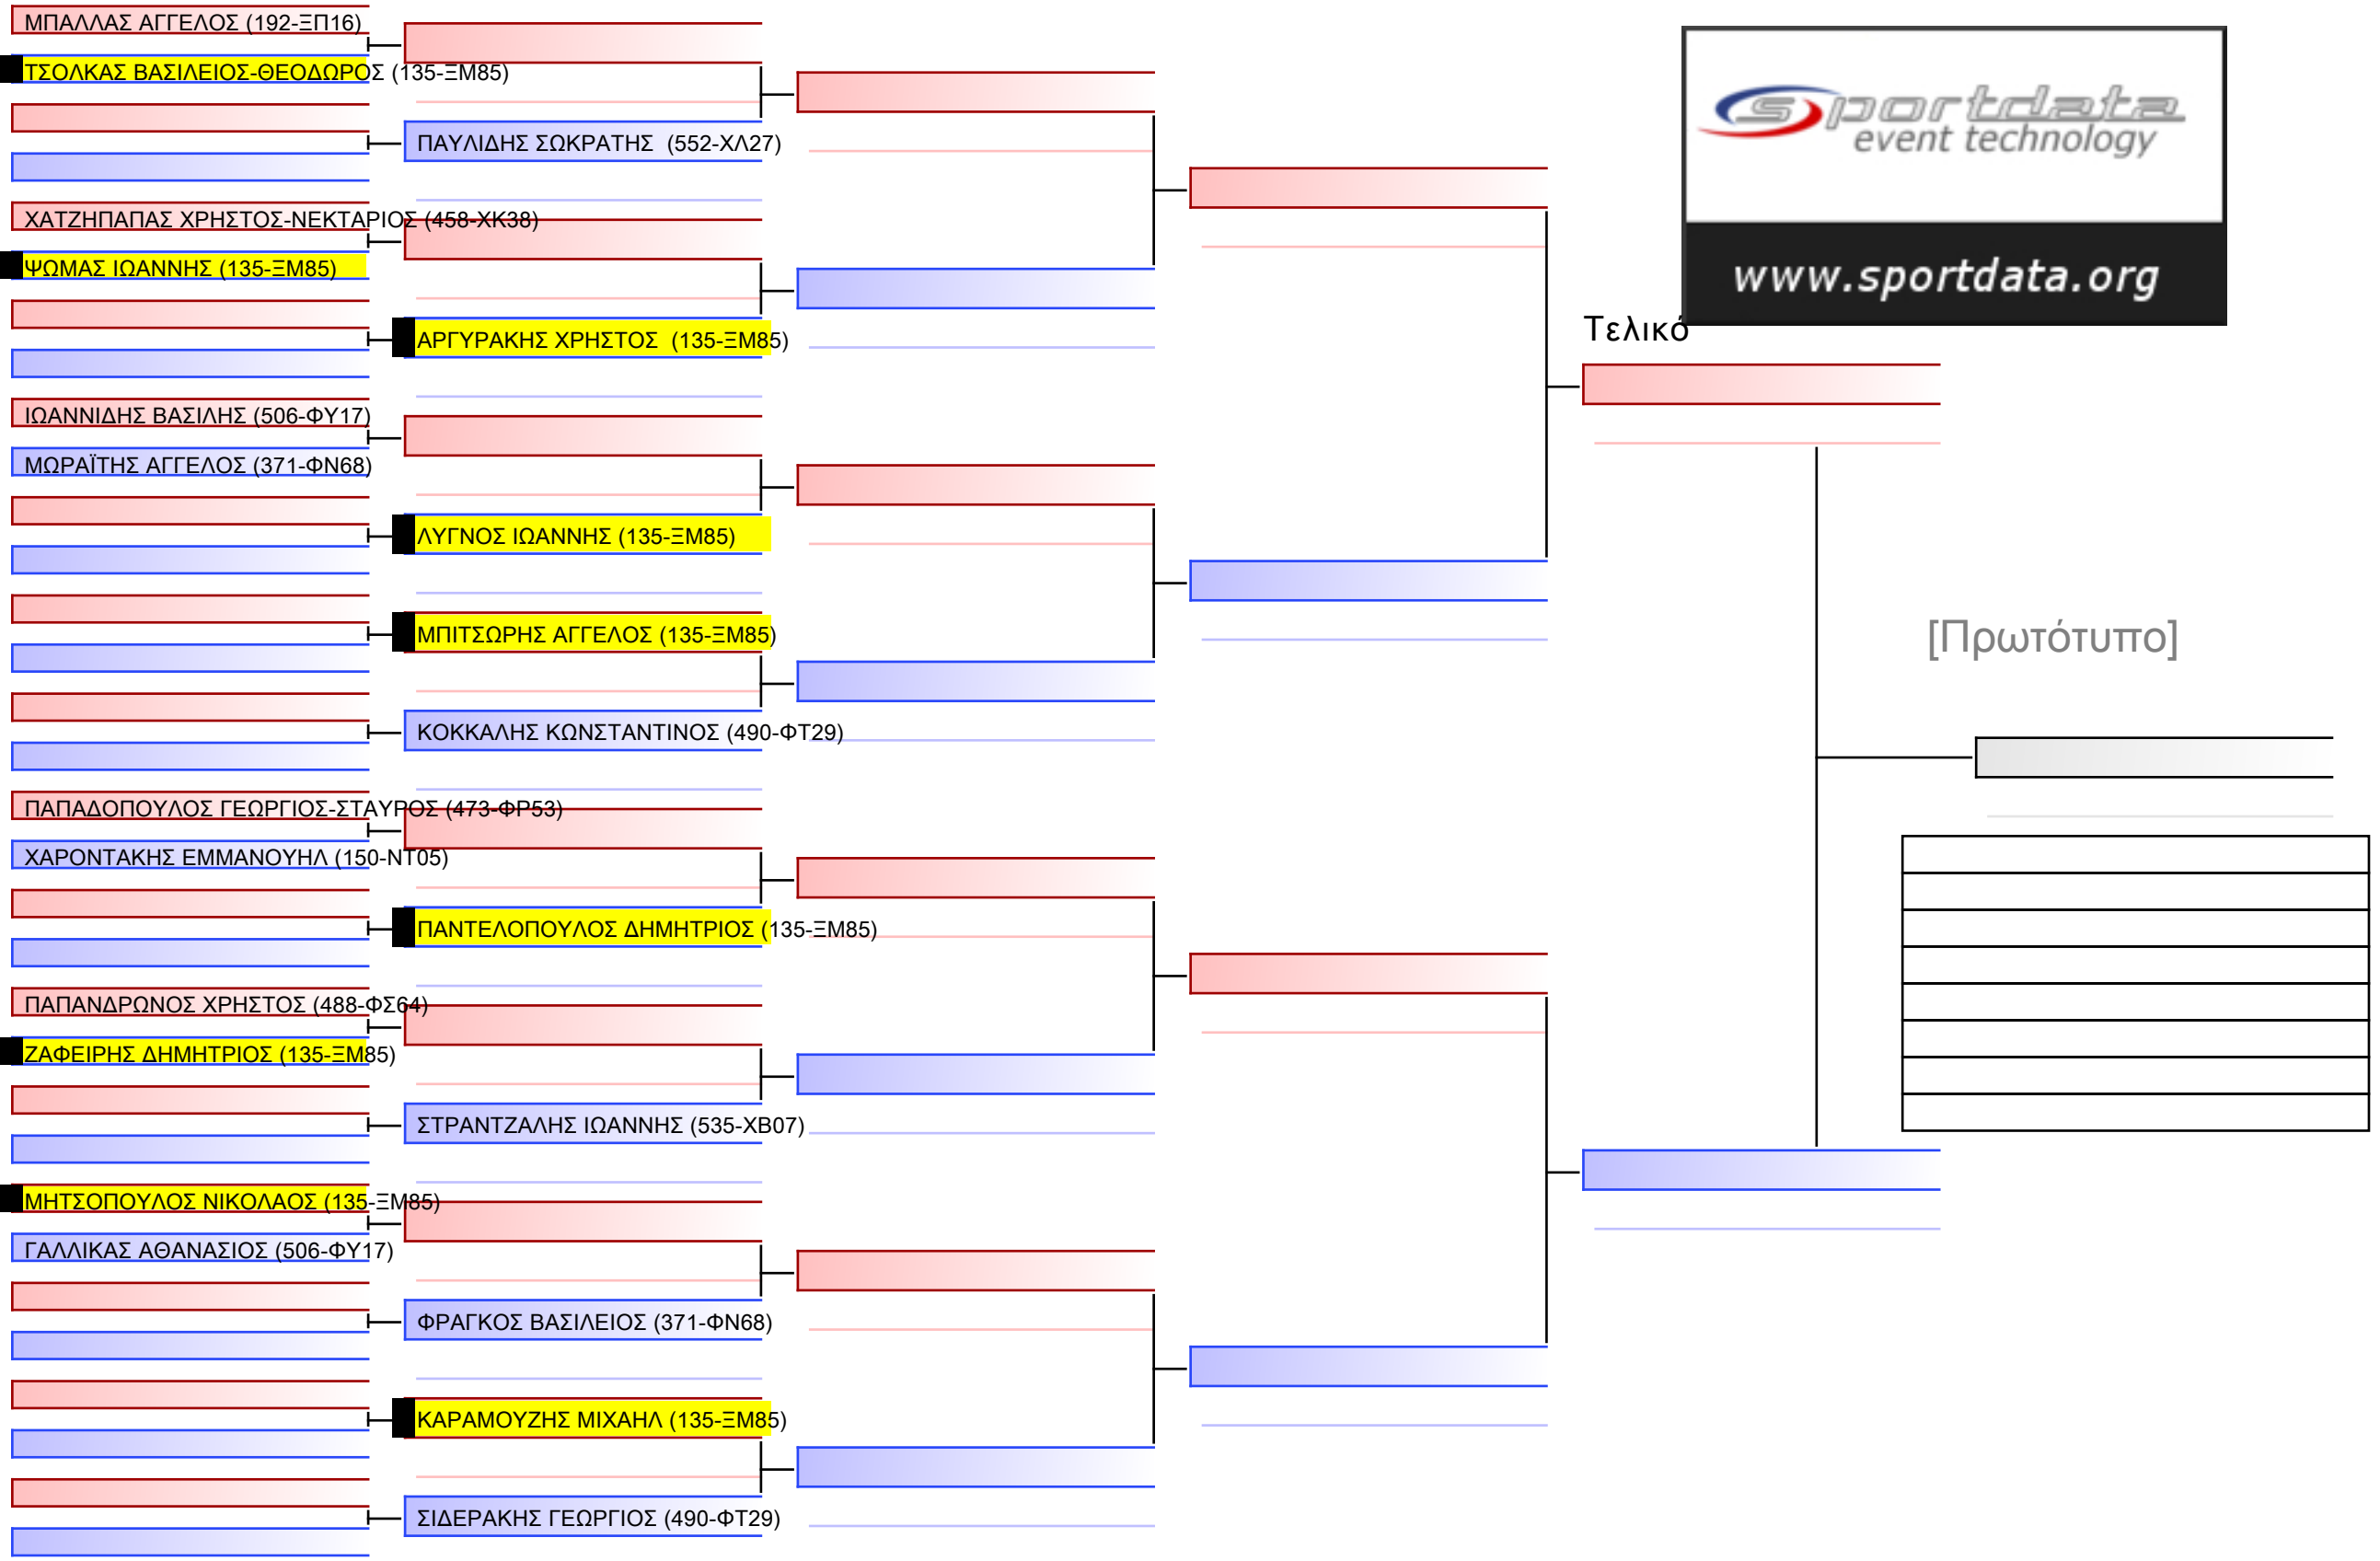 ΜΠΑΛΛΑΣ ΑΓΓΕΛΟΣ (192-ΞΠ16)
ΤΣΟΛΚΑΣ ΒΑΣΙΛΕΙΟΣ-ΘΕΟΔΩΡΟΣ (135-ΞΜ85)
ΠΑΥΛΙΔΗΣ ΣΩΚΡΑΤΗΣ (552-ΧΛ27)
ΧΑΤΖΗΠΑΠΑΣ ΧΡΗΣΤΟΣ-ΝΕΚΤΑΡΙΟΣ (458-ΧΚ38)
ΨΩΜΑΣ ΙΩΑΝΝΗΣ (135-ΞΜ85)
ΑΡΓΥΡΑΚΗΣ ΧΡΗΣΤΟΣ (135-ΞΜ85)
ΙΩΑΝΝΙΔΗΣ ΒΑΣΙΛΗΣ (506-ΦΥ17)
ΜΩΡΑΪΤΗΣ ΑΓΓΕΛΟΣ (371-ΦΝ68)
ΛΥΓΝΟΣ ΙΩΑΝΝΗΣ (135-ΞΜ85)
ΜΠΙΤΣΩΡΗΣ ΑΓΓΕΛΟΣ (135-ΞΜ85)
ΚΟΚΚΑΛΗΣ ΚΩΝΣΤΑΝΤΙΝΟΣ (490-ΦΤ29)
ΠΑΠΑΔΟΠΟΥΛΟΣ ΓΕΩΡΓΙΟΣ-ΣΤΑΥΡΟΣ (473-ΦΡ53)
ΧΑΡΟΝΤΑΚΗΣ ΕΜΜΑΝΟΥΗΛ (150-ΝΤ05)
ΠΑΝΤΕΛΟΠΟΥΛΟΣ ΔΗΜΗΤΡΙΟΣ (135-ΞΜ85)
ΠΑΠΑΝΔΡΩΝΟΣ ΧΡΗΣΤΟΣ (488-ΦΣ64)
ΖΑΦΕΙΡΗΣ ΔΗΜΗΤΡΙΟΣ (135-ΞΜ85)
ΣΤΡΑΝΤΖΑΛΗΣ ΙΩΑΝΝΗΣ (535-ΧΒ07)
ΜΗΤΣΟΠΟΥΛΟΣ ΝΙΚΟΛΑΟΣ (135-ΞΜ85)
ΓΑΛΛΙΚΑΣ ΑΘΑΝΑΣΙΟΣ (506-ΦΥ17)
ΦΡΑΓΚΟΣ ΒΑΣΙΛΕΙΟΣ (371-ΦΝ68)
ΚΑΡΑΜΟΥΖΗΣ ΜΙΧΑΗΛ (135-ΞΜ85)
ΣΙΔΕΡΑΚΗΣ ΓΕΩΡΓΙΟΣ (490-ΦΤ29)
sportdata
event technology
www.sportdata.org
Τελικό
[Πρωτότυπο]